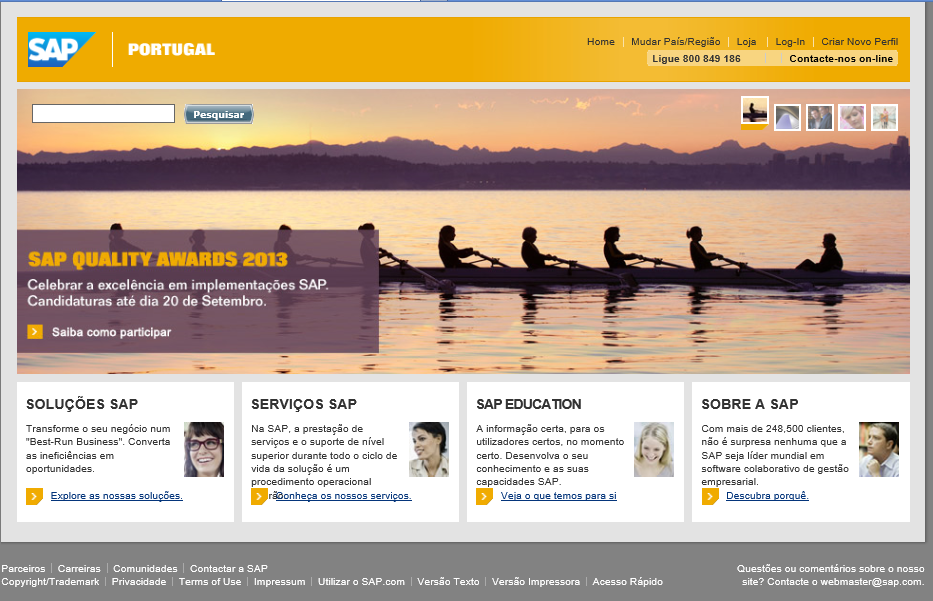 SAP
PORTUGAL
Home | Mudar País/Região | Loja | Log-In | Criar Novo Perfil
Ligue 800 849 186 Contacte-nos on-line
Pesquisar
SAP QUALITY AWARDS 2013
Celebrar a excelência em implementações SAP.
Candidaturas até dia 20 de Setembro.
Saiba como participar
SOLUÇÕES SAP
Transforme o seu negócio num
"Best-Run Business". Converta
as ineficiências em
oportunidades.
Explore as nossas soluções.
SERVIÇOS SAP
Na SAP, a prestação de
serviços e o suporte de nível
superior durante todo o ciclo de
vida da solução é um
procedimento operacional
Conheça os nossos serviços.
SAP EDUCATION
A informação certa, para os
utilizadores certos, no momento
certo. Desenvolva o seu
conhecimento e as suas
capacidades SAP.
Veja o que temos para si
SOBRE A SAP
Com mais de 248,500 clientes,
não é surpresa nenhuma que a
SAP seja líder mundial em
software colaborativo de gestão
empresarial.
Descubra porquê.
Parceiros | Carreiras | Comunidades | Contactar a SAP
Copyright/Trademark | Privacidade | Terms of Use | Impressum | Utilizar o SAP.com | Versão Texto | Versão Impressora | Acesso Rápido
Questões ou comentários sobre o nosso
site? Contacte o webmaster@sap.com.